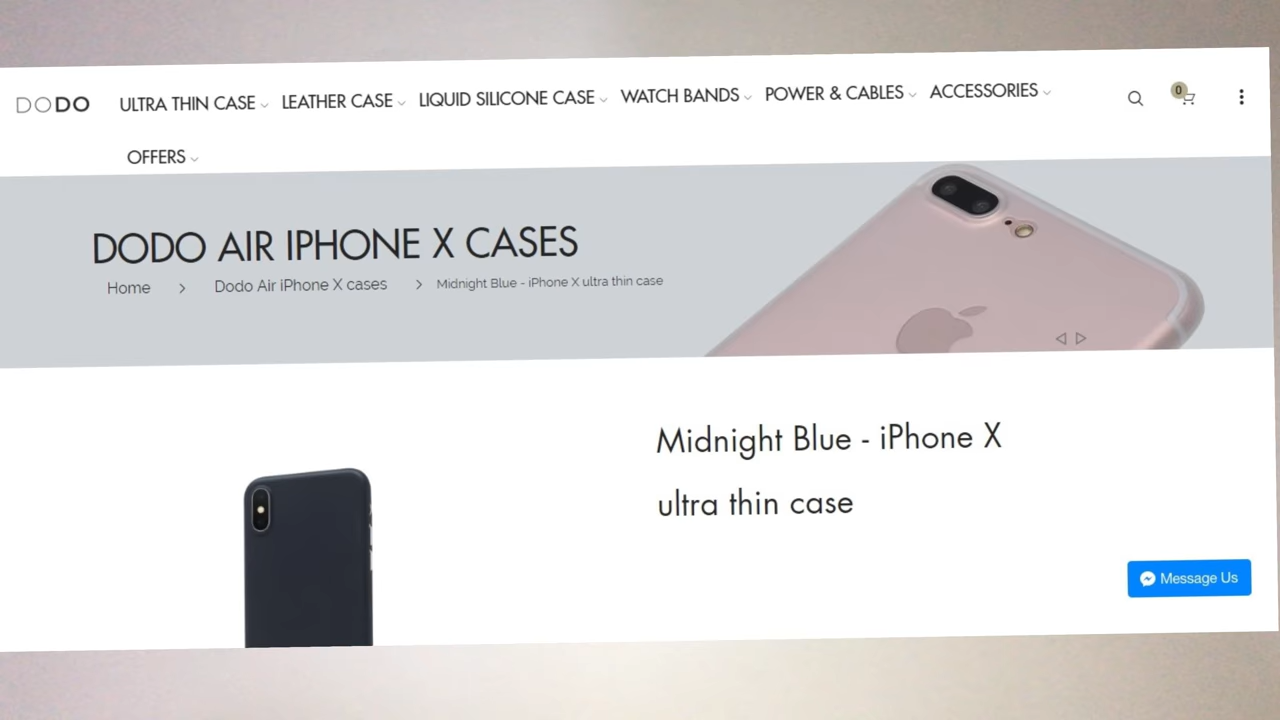 DODO
ULTRA THIN CASE
LEATHER CASE
LIQUID SILICONE CASE
WATCH BANDS
POWER & CABLES
ACCESSORIES
0
OFFERS
DODO AIR IPHONE X CASES
Home > Dodo Air iPhone X cases > Midnight Blue - iPhone X ultra thin case
Midnight Blue - iPhone X
ultra thin case
Message Us